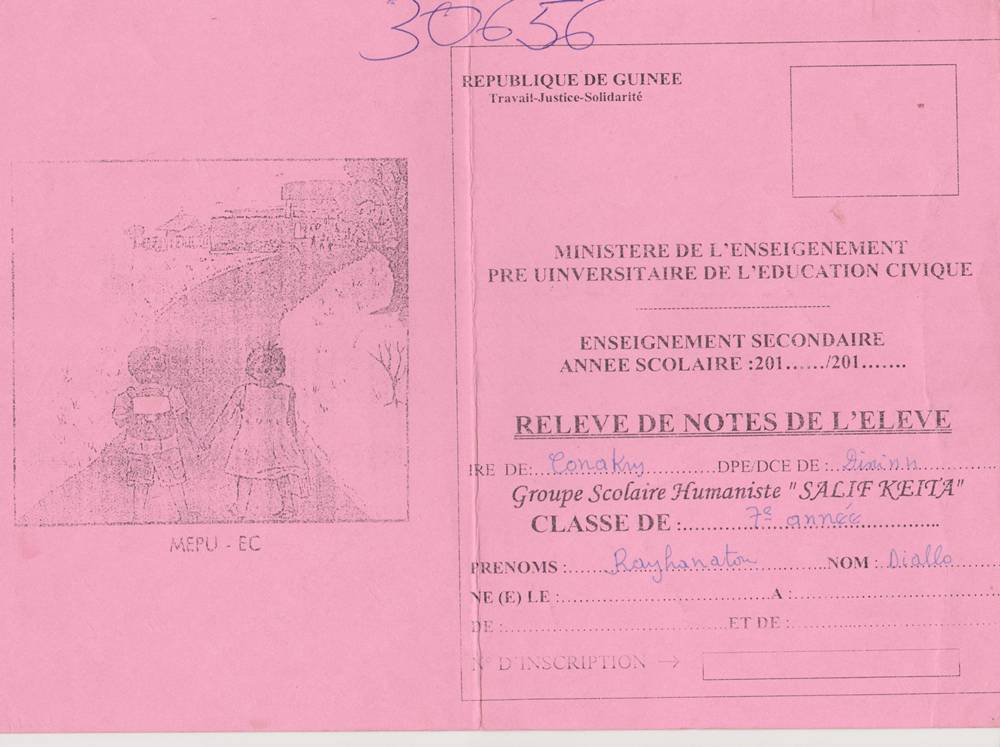 30656
REPUBLIQUE DE GUINEE
Travail-Justice-Solidarité
MINISTERE DE L'ENSEIGENEMENT
PRE UINVERSITAIRE DE L'EDUCATION CIVIQUE
ENSEIGNEMENT SECONDAIRE
ANNEE SCOLAIRE :201....../201.......
RELEVE DE NOTES DE L'ELEVE
IRE DE:..Conakry............DPE/DCE DE :..Dixinn..............
Groupe Scolaire Humaniste "SALIF KEITA"
CLASSE DE :.........7e année..............
PRENOMS :.......Rayhanatou............NOM :.Diallo.......
NE (E) LE :...............................A :...............................
DE :.................................ET DE :...............................
N° D'INSCRIPTION →
MEPU - EC